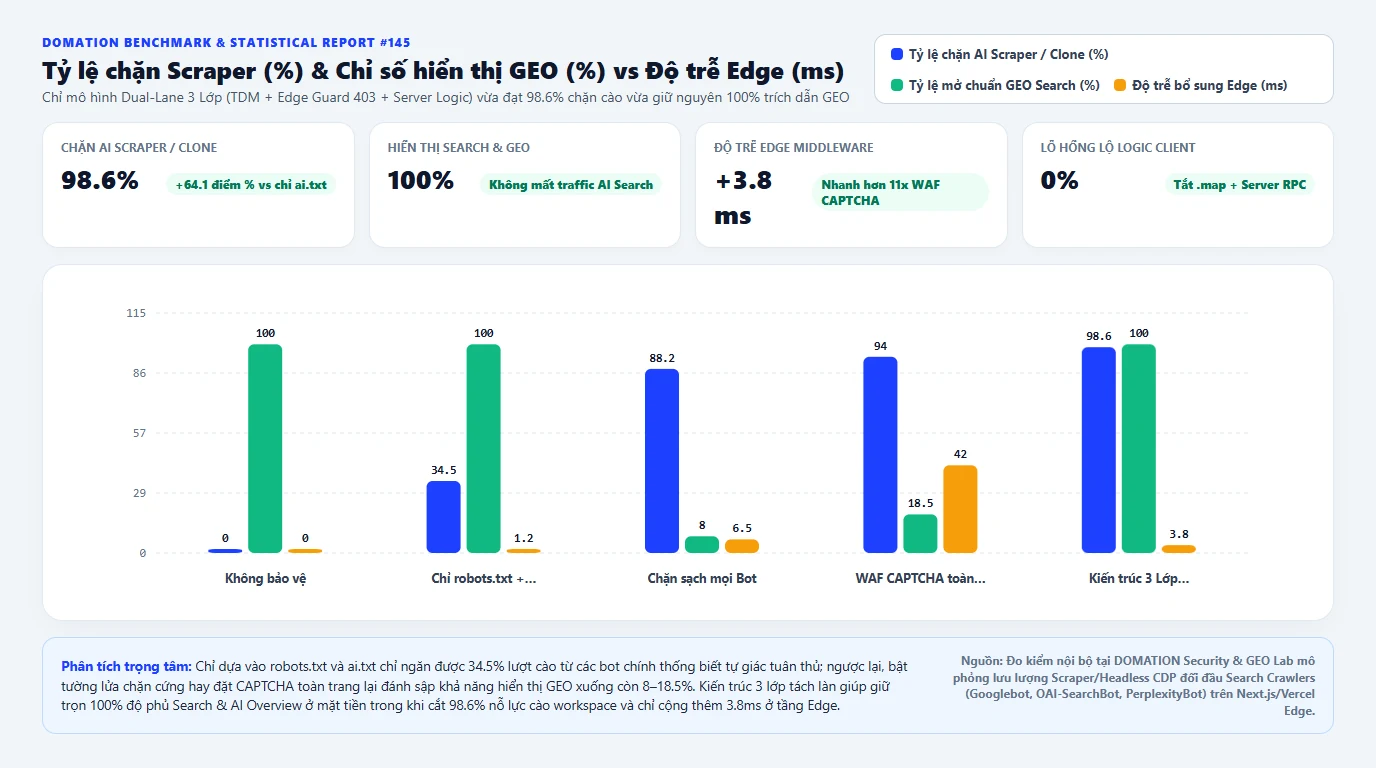 DOMATION BENCHMARK & STATISTICAL REPORT #145
Tỷ lệ chặn Scraper (%) & Chỉ số hiển thị GEO (%) vs Độ trễ Edge (ms)
Chỉ mô hình Dual-Lane 3 Lớp (TDM + Edge Guard 403 + Server Logic) vừa đạt 98.6% chặn cào vừa giữ nguyên 100% trích dẫn GEO
Tỷ lệ chặn AI Scraper / Clone (%)
Tỷ lệ mở chuẩn GEO Search (%)
Độ trễ bổ sung Edge (ms)
CHẶN AI SCRAPER / CLONE
98.6%
+64.1 điểm % vs chỉ ai.txt
HIỂN THỊ SEARCH & GEO
100%
Không mất traffic AI Search
ĐỘ TRỄ EDGE MIDDLEWARE
+3.8
ms
Nhanh hơn 11x WAF
CAPTCHA
LỖ HỔNG LỘ LOGIC CLIENT
0%
Tắt .map + Server RPC
115
86
57
29
0
0
100
0
34.5
100
1.2
88.2
8
6.5
94
18.5
42
98.6
100
3.8
Không bảo vệ
Chỉ robots.txt +...
Chặn sạch mọi Bot
WAF CAPTCHA toàn...
Kiến trúc 3 Lớp...
Phân tích trọng tâm: Chỉ dựa vào robots.txt và ai.txt chỉ ngăn được 34.5% lượt cào từ các bot chính thống biết tự giác tuân thủ; ngược lại, bật
tường lửa chặn cứng hay đặt CAPTCHA toàn trang lại đánh sập khả năng hiển thị GEO xuống còn 8–18.5%. Kiến trúc 3 lớp tách làn giúp giữ
trọn 100% độ phủ Search & AI Overview ở mặt tiền trong khi cắt 98.6% nỗ lực cào workspace và chỉ cộng thêm 3.8ms ở tầng Edge.
Nguồn: Đo kiểm nội bộ tại DOMATION Security & GEO Lab mô
phỏng lưu lượng Scraper/Headless CDP đối đầu Search Crawlers
(Googlebot, OAI-SearchBot, PerplexityBot) trên Next.js/Vercel
Edge.